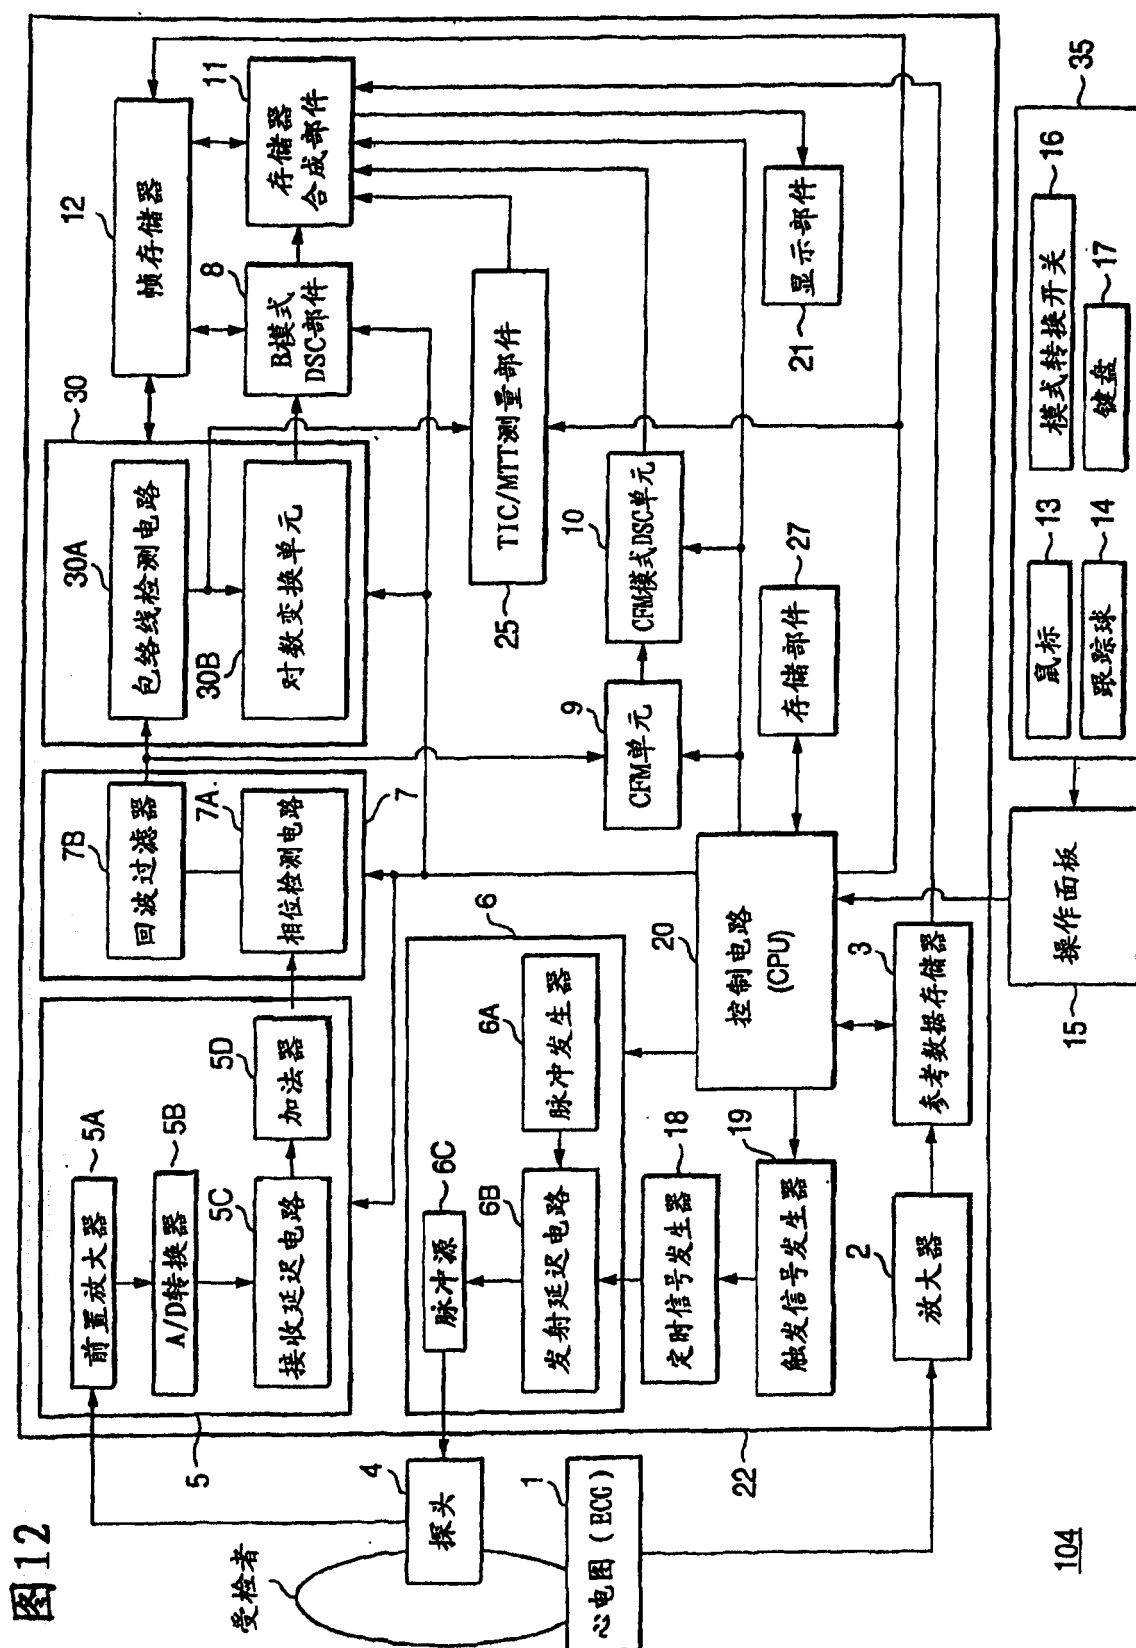 图12
受检者
探头
4
心电图（ECG）
1
5
前置放大器
5A
A/D转换器
5B
接收延迟电路
5C
加法器
5D
7B
回波过滤器
7A
相位检测电路
7
30
30A
包络线检测电路
30B
对数变换单元
12
帧存储器
8
B模式
DSC部件
11
存储器
合成部件
TIC/MTT测量部件
25
6
脉冲源
6C
6B
发射延迟电路
6A
脉冲发生器
定时信号发生器
18
触发信号发生器
19
20
控制电路
(CPU)
9
CFM单元
10
CFM模式DSC单元
存储部件
27
显示部件
21
2
放大器
3
参考数据存储器
22
操作面板
15
鼠标
13
跟踪球
14
模式转换开关
16
键盘
17
35
104